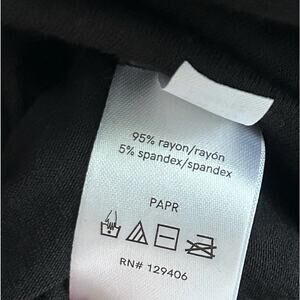 95% rayon/rayón
5% spandex/spandex
PAPR
RN# 129406